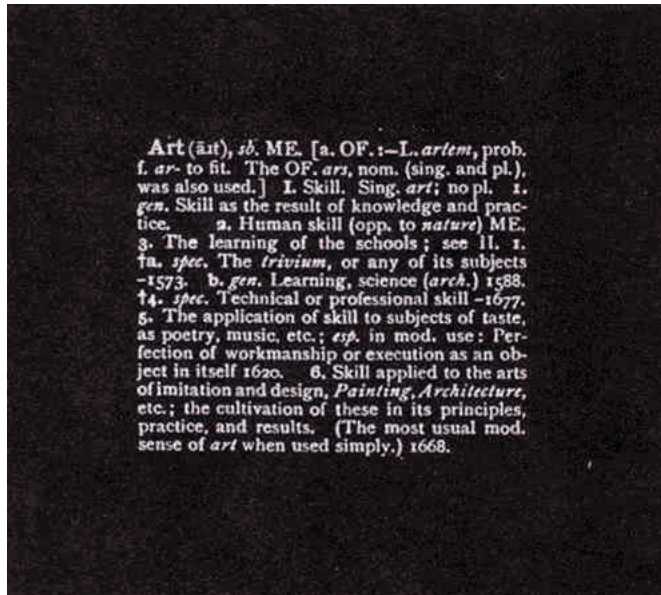 Art (āɪt), sb. ME. [a. OF. :–L. artem, prob.
f. ar- to fit. The OF. ars, nom. (sing. and pl.),
was also used.] I. Skill. Sing. art; no pl. 1.
gen. Skill as the result of knowledge and prac-
tice. 2. Human skill (opp. to nature) ME.
3. The learning of the schools; see II. 1.
†a. spec. The trivium, or any of its subjects
–1573. b. gen. Learning, science (arch.) 1588.
†4. spec. Technical or professional skill –1677.
5. The application of skill to subjects of taste,
as poetry, music, etc.; esp. in mod. use: Per-
fection of workmanship or execution as an ob-
ject in itself 1620. 6. Skill applied to the arts
of imitation and design, Painting, Architecture,
etc.; the cultivation of these in its principles,
practice, and results. (The most usual mod.
sense of art when used simply.) 1668.